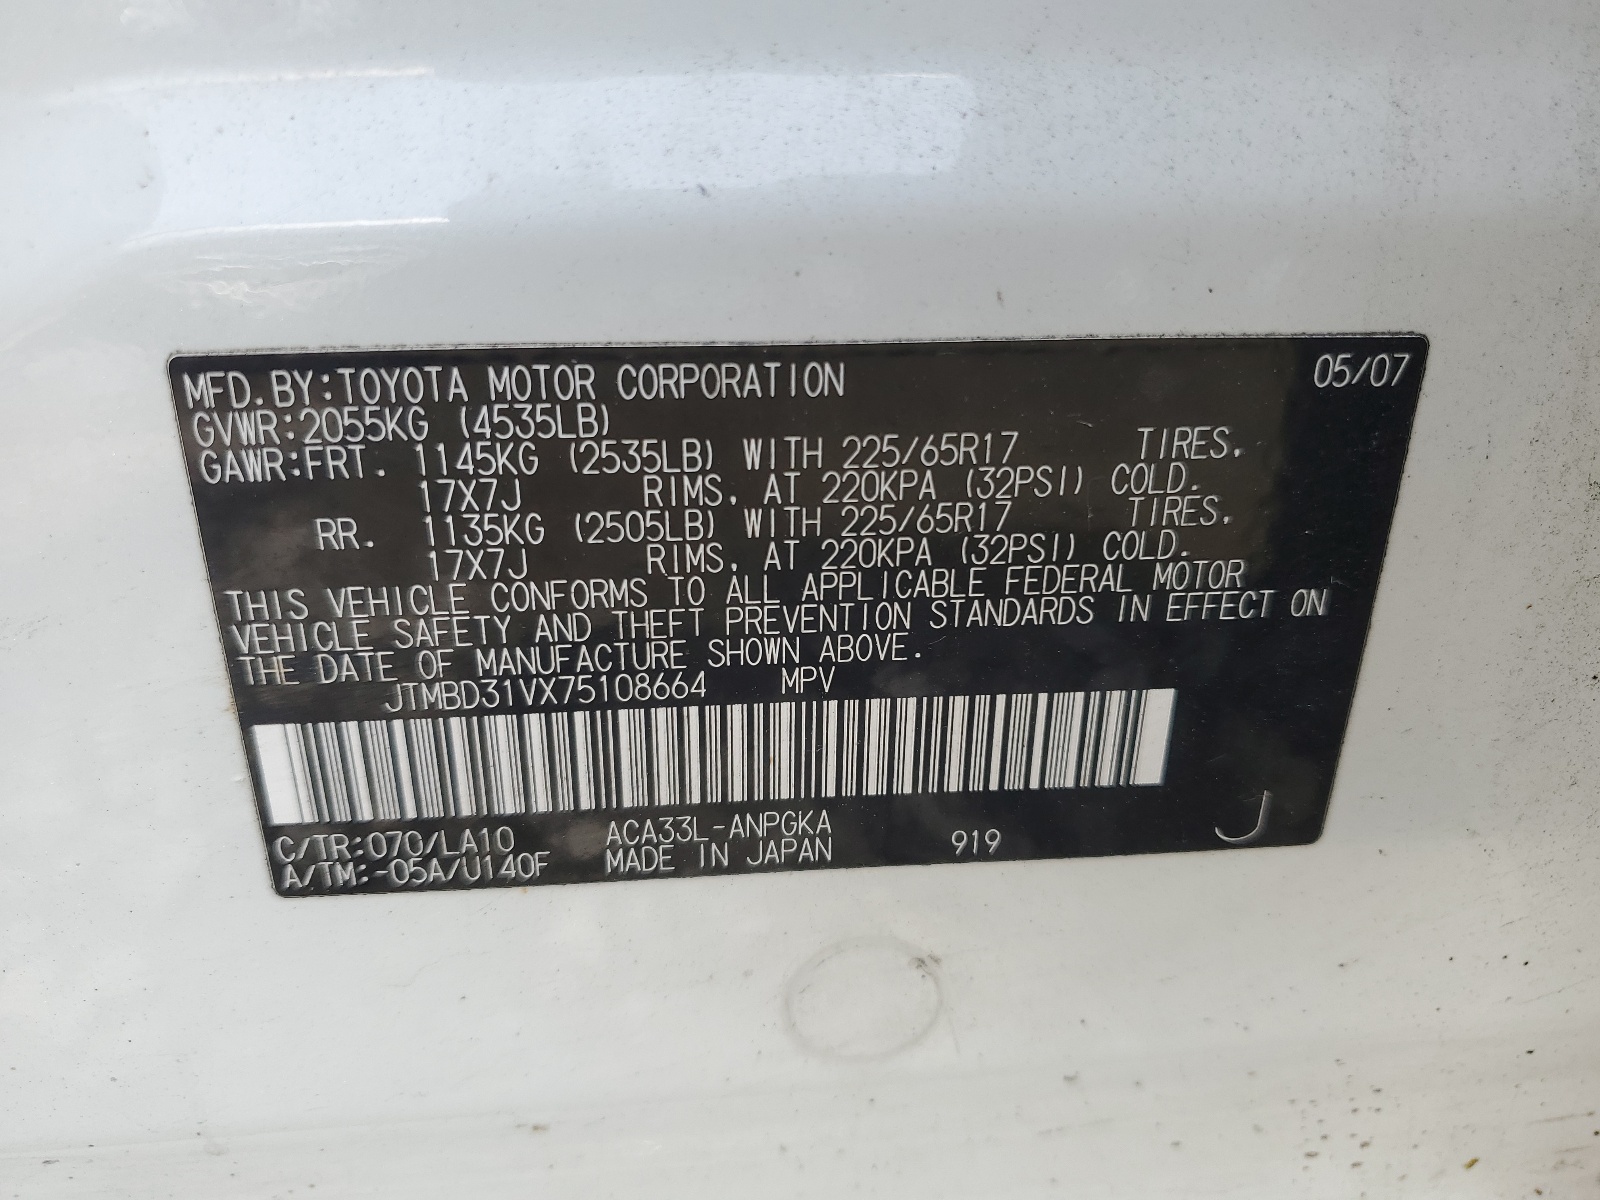 MFD.BY:TOYOTA MOTOR CORPORATION 05/07
GVWR:2055KG (4535LB)
GAWR:FRT. 1145KG (2535LB) WITH 225/65R17 TIRES,
17X7J RIMS, AT 220KPA (32PSI) COLD.
RR. 1135KG (2505LB) WITH 225/65R17 TIRES,
17X7J RIMS, AT 220KPA (32PSI) COLD.
THIS VEHICLE CONFORMS TO ALL APPLICABLE FEDERAL MOTOR
VEHICLE SAFETY AND THEFT PREVENTION STANDARDS IN EFFECT ON
THE DATE OF MANUFACTURE SHOWN ABOVE.
JTMBD31VX75108664 MPV
C/TR:070/LA10 ACA33L-ANPGKA 919 J
A/TM:-05A/U140F MADE IN JAPAN